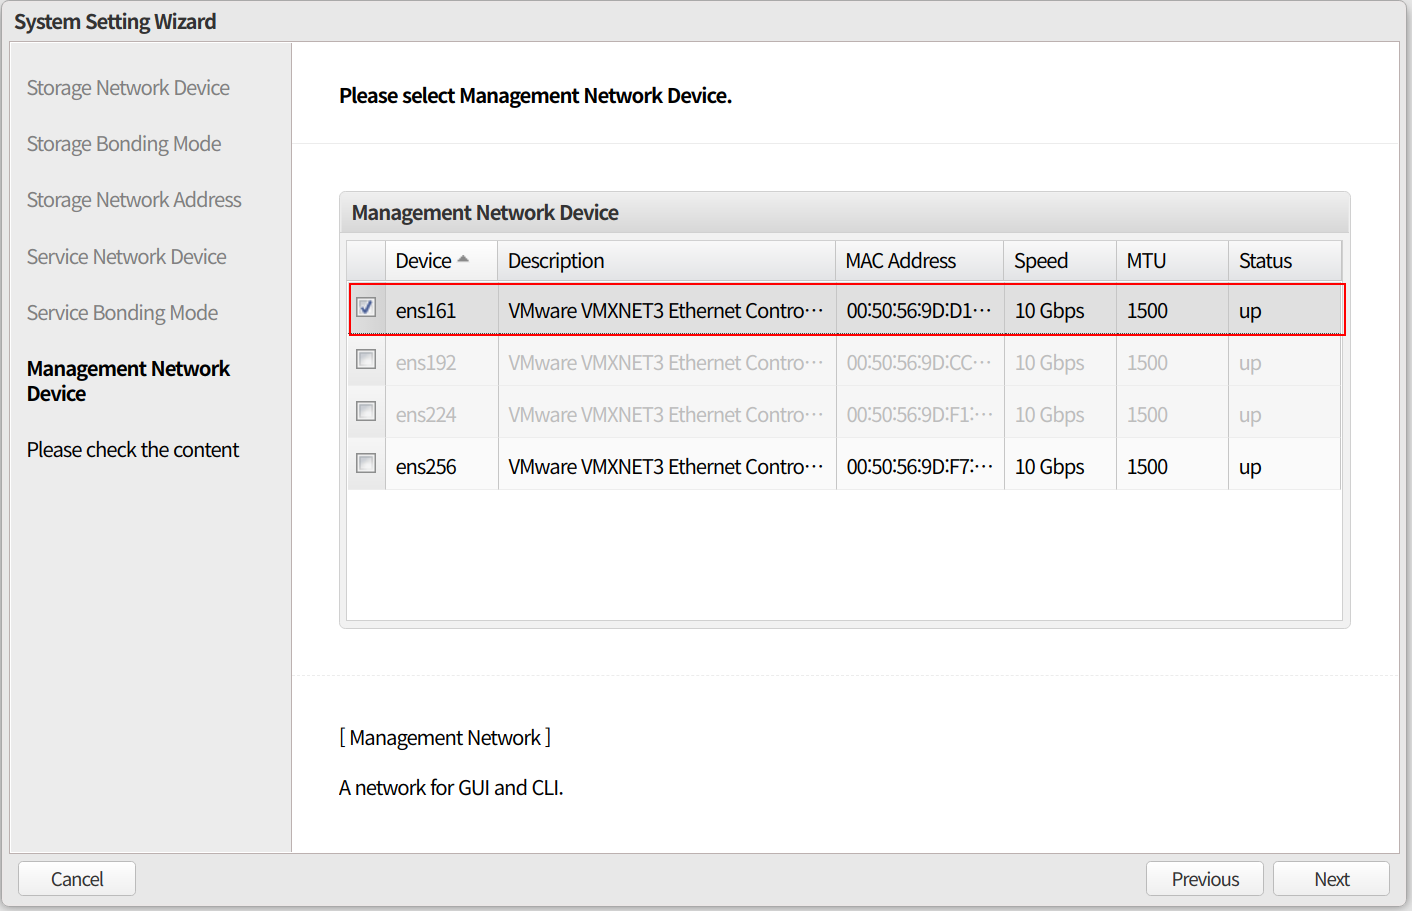 System Setting Wizard
Storage Network Device
Storage Bonding Mode
Storage Network Address
Service Network Device
Service Bonding Mode
Management Network
Device
Please check the content
Please select Management Network Device.
Management Network Device
Device Description MAC Address Speed MTU Status
ens161 VMware VMXNET3 Ethernet Contro··· 00:50:56:9D:D1··· 10 Gbps 1500 up
ens192 VMware VMXNET3 Ethernet Contro··· 00:50:56:9D:CC··· 10 Gbps 1500 up
ens224 VMware VMXNET3 Ethernet Contro··· 00:50:56:9D:F1:··· 10 Gbps 1500 up
ens256 VMware VMXNET3 Ethernet Contro··· 00:50:56:9D:F7:··· 10 Gbps 1500 up
[ Management Network ]
A network for GUI and CLI.
Cancel Previous Next